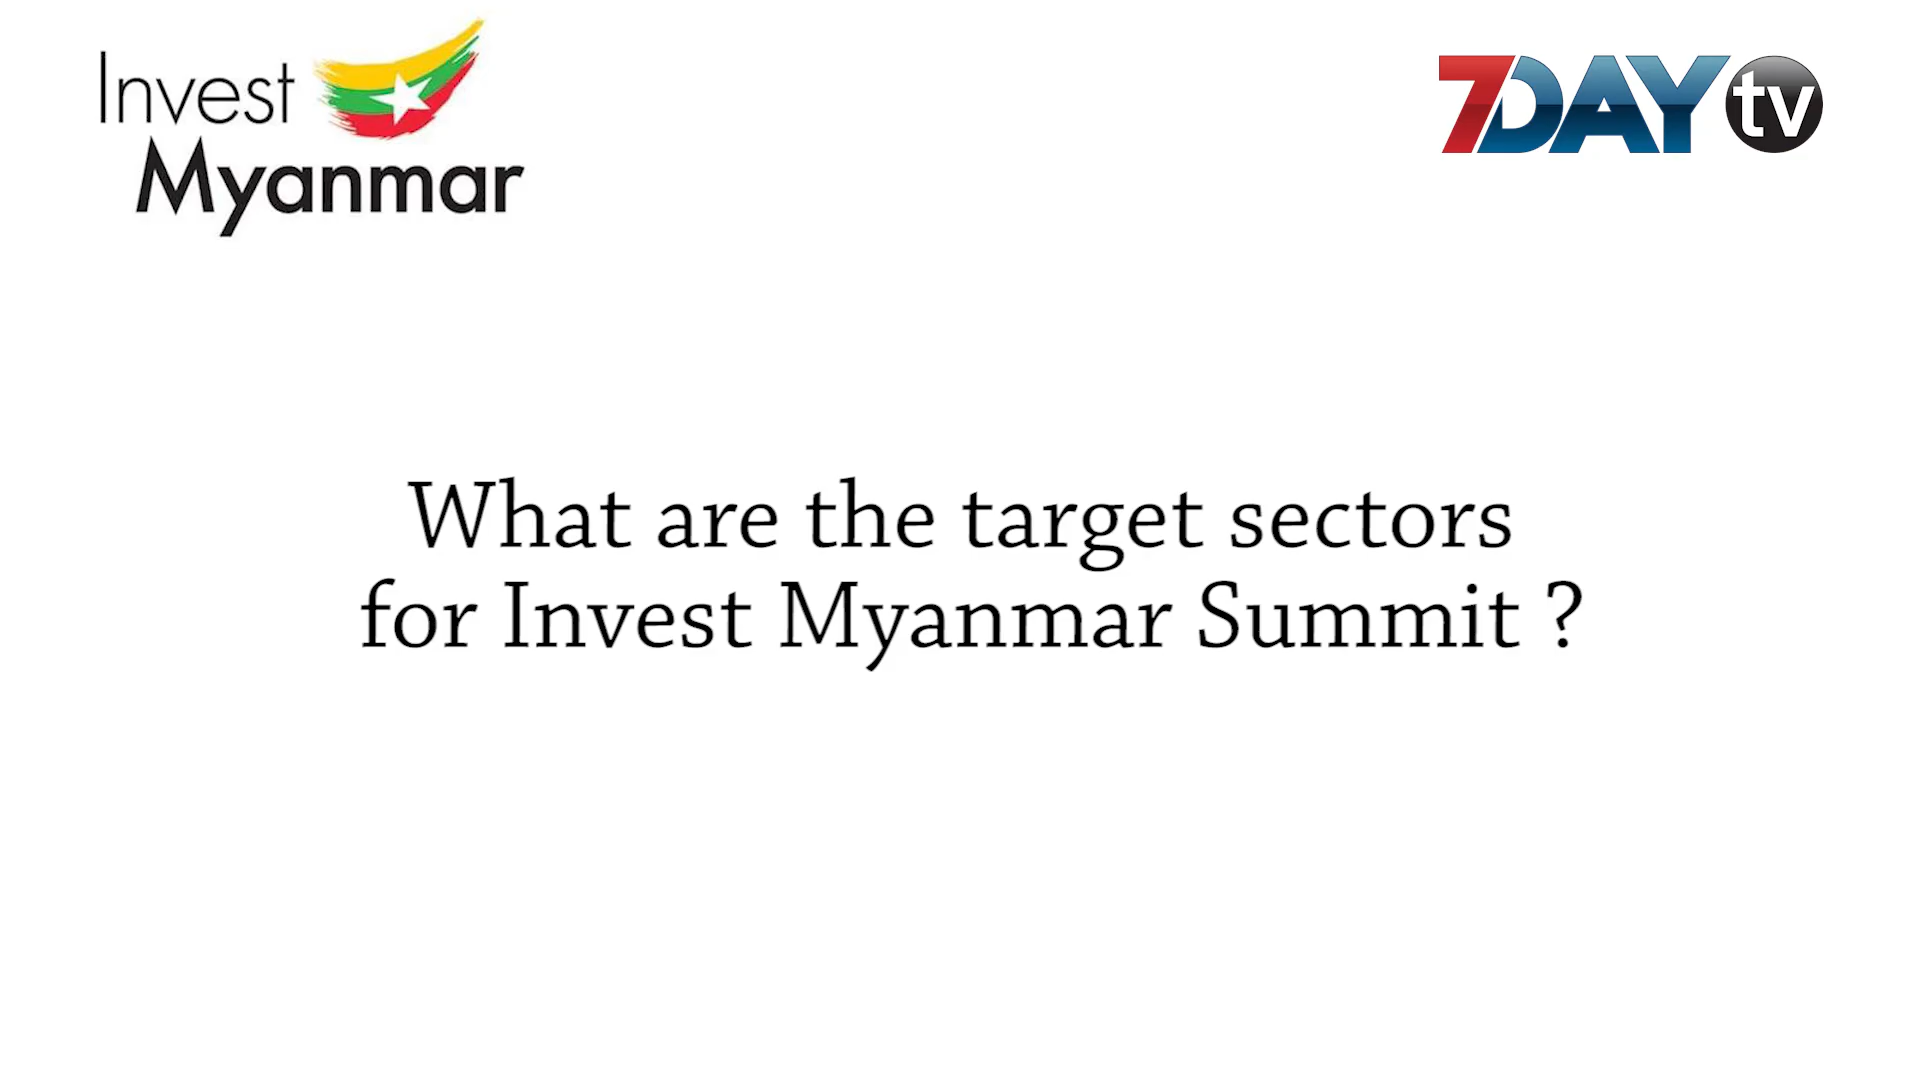 Invest
Myanmar
7DAY tv
What are the target sectors
for Invest Myanmar Summit ?